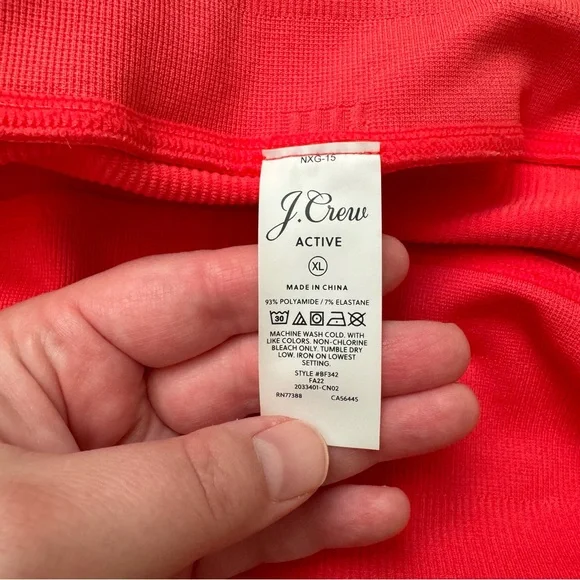 NXG-15
J.Crew
ACTIVE
XL
MADE IN CHINA
93% POLYAMIDE / 7% ELASTANE
30
MACHINE WASH COLD. WITH
LIKE COLORS. NON-CHLORINE
BLEACH ONLY. TUMBLE DRY
LOW. IRON ON LOWEST
SETTING.
STYLE #BF342
FA22
2033401-CN02
RN77388 CA56445